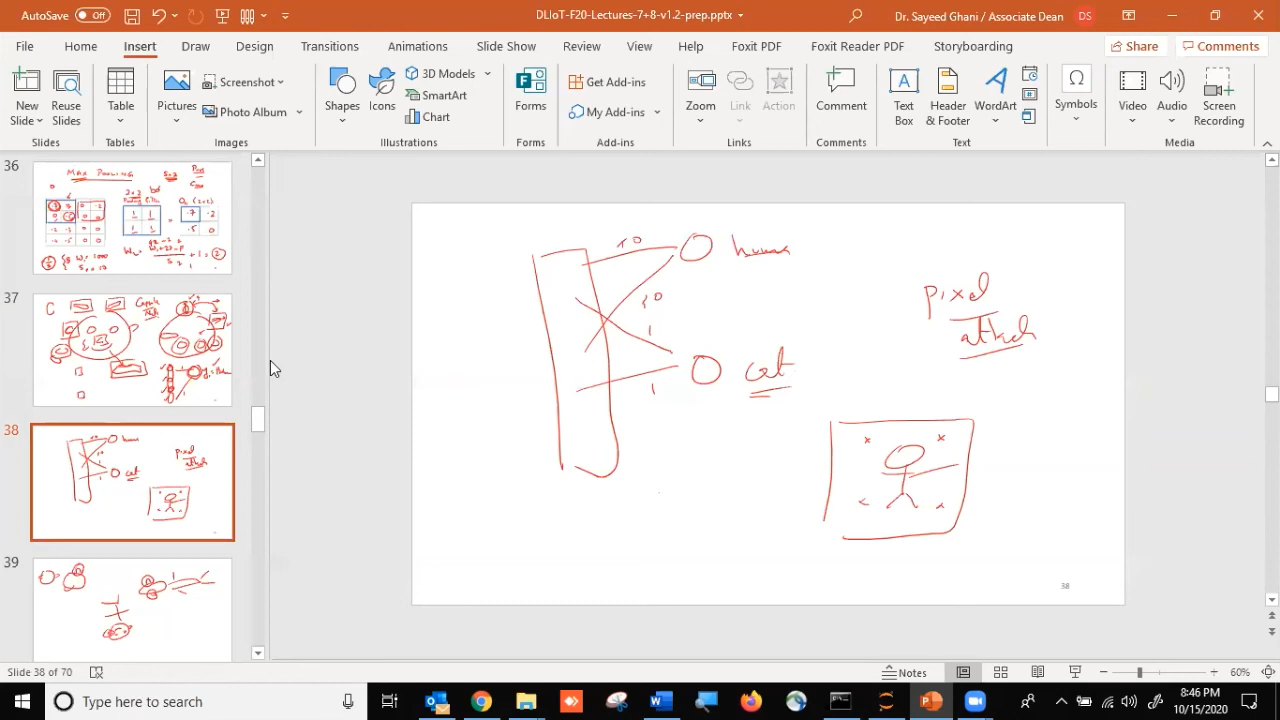 AutoSave Off
DLIoT-F20-Lectures-7+8-v1.2-prep.pptx
Dr. Sayeed Ghani / Associate Dean DS
File Home Insert Draw Design Transitions Animations Slide Show Review View Help Foxit PDF Foxit Reader PDF Storyboarding Share Comments
New Slide
Reuse Slides
Table
Pictures
Screenshot
Photo Album
Shapes
Icons
3D Models
SmartArt
Chart
Forms
Get Add-ins
My Add-ins
Zoom
Link
Action
Comment
Text Box
Header & Footer
WordArt
Symbols
Video
Audio
Screen Recording
Slides Tables Images Illustrations Forms Add-ins Links Comments Text Media
36
MAX POOLING
37
38
39
10
human
10
1
cat
1
pixel
attack
38
Slide 38 of 70
Notes
60%
Type here to search
8:46 PM
10/15/2020